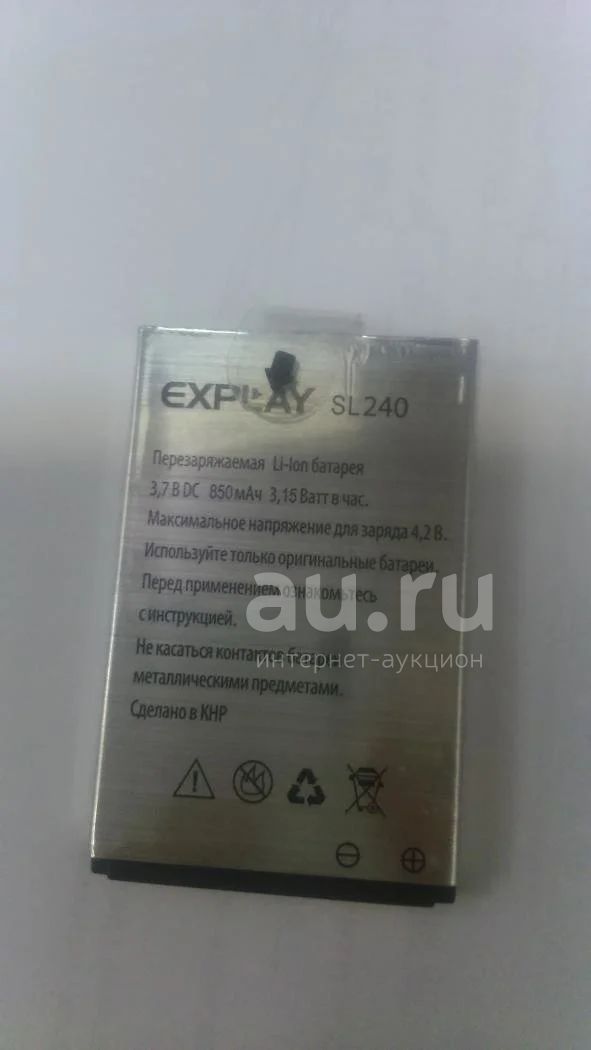 EXPLAY SL240
Перезаряжаемая Li-Ion батарея
3,7 В DC 850 мАч 3,15 Ватт в час.
Максимальное напряжение для заряда 4,2 В.
Используйте только оригинальные батареи.
Перед применением ознакомьтесь
с инструкцией.
Не касаться контактов батареи
металлическими предметами.
Сделано в КНР
au.ru
интернет-аукцион